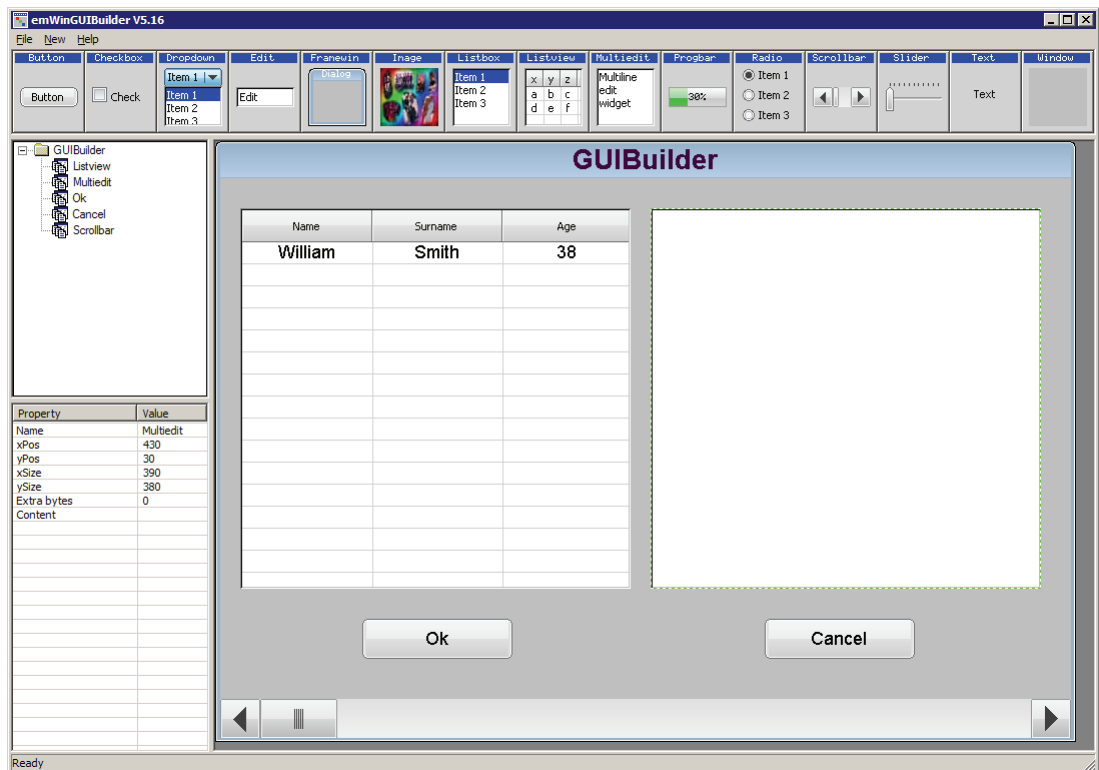 emWinGUIBuilder V5.16
File New Help
Button Checkbox Dropdown Edit Framewin Image Listbox Listview Multiedit Progbar Radio Scrollbar Slider Text Window
Button
Check
Item 1
Item 1
Item 2
Item 3
Edit
Dialog
Item 1
Item 2
Item 3
x y z
a b c
d e f
Multiline
edit
widget
30%
Item 1
Item 2
Item 3
Text
GUIBuilder
Listview
Multiedit
Ok
Cancel
Scrollbar
Property Value
Name Multiedit
xPos 430
yPos 30
xSize 390
ySize 380
Extra bytes 0
Content
GUIBuilder
Name Surname Age
William Smith 38
Ok
Cancel
Ready